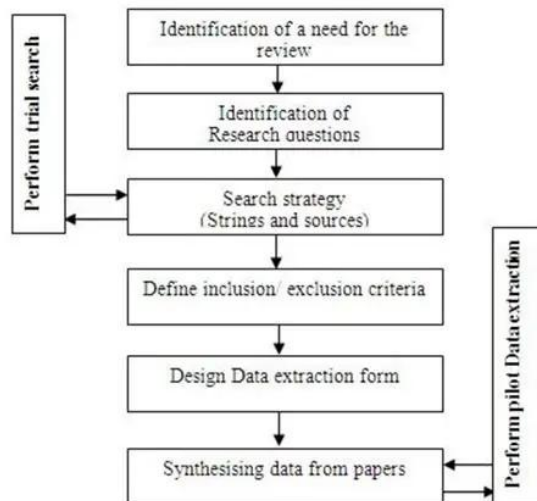 Identification of a need for the
review
Perform trial search
Identification of
Research questions
Search strategy
(Strings and sources)
Define inclusion/ exclusion criteria
Design Data extraction form
Perform pilot Data extraction
Synthesising data from papers